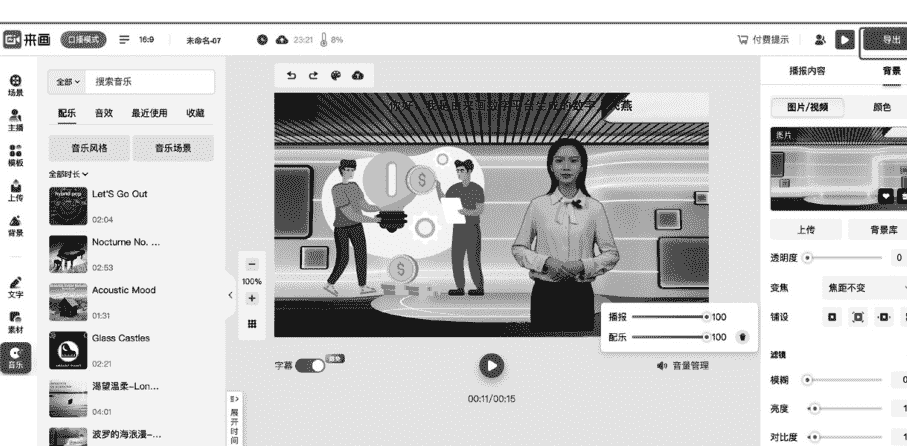 来画 口播模式 16:9 未命名-07 23:21 8% 付费提示 导出
场景
主播
模板
上传
背景
文字
素材
音乐
全部 搜索音乐
配乐 音效 最近使用 收藏
音乐风格 音乐场景
全部时长
Let'S Go Out
02:04
Nocturne No. ...
02:53
Acoustic Mood
01:31
Glass Castles
02:21
渴望温柔-Lon...
04:01
波罗的海浪漫-...
100%
展开时间
播报 100
配乐 100
字幕
音量管理
00:11/00:15
播报内容 背景
图片/视频 颜色
图片
上传 背景库
透明度 0
变焦 焦距不变
铺设
滤镜
模糊 0
亮度 1
对比度 1